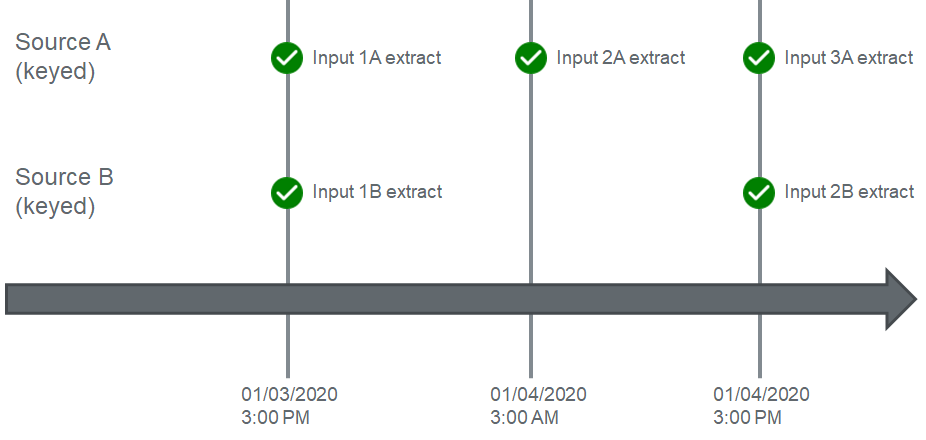 Source A
(keyed)
Input 1A extract
Input 2A extract
Input 3A extract
Source B
(keyed)
Input 1B extract
Input 2B extract
01/03/2020
3:00 PM
01/04/2020
3:00 AM
01/04/2020
3:00 PM